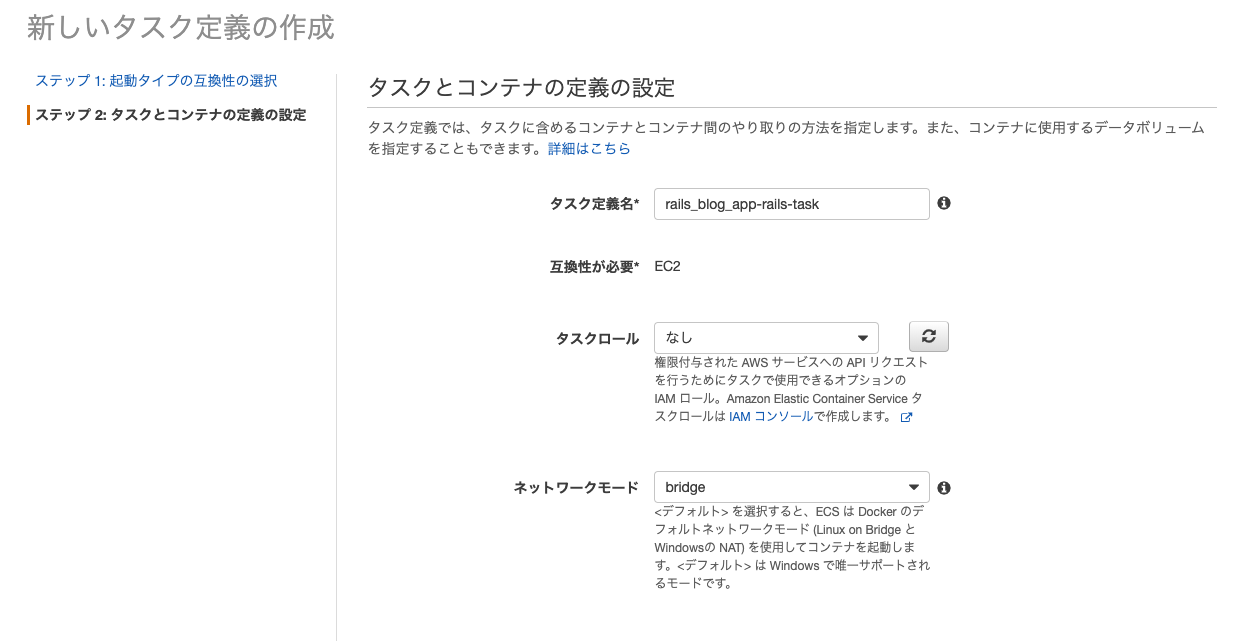 新しいタスク定義の作成
ステップ 1: 起動タイプの互換性の選択
ステップ 2: タスクとコンテナの定義の設定
タスクとコンテナの定義の設定
タスク定義では、タスクに含めるコンテナとコンテナ間のやり取りの方法を指定します。また、コンテナに使用するデータボリューム
を指定することもできます。詳細はこちら
タスク定義名* rails_blog_app-rails-task
互換性が必要* EC2
タスクロール なし
権限付与された AWS サービスへの API リクエスト
を行うためにタスクで使用できるオプションの
IAM ロール。Amazon Elastic Container Service タ
スクロールは IAM コンソールで作成します。
ネットワークモード bridge
<デフォルト> を選択すると、ECS は Docker のデ
フォルトネットワークモード (Linux on Bridge と
Windowsの NAT) を使用してコンテナを起動しま
す。<デフォルト> は Windows で唯一サポートされ
るモードです。